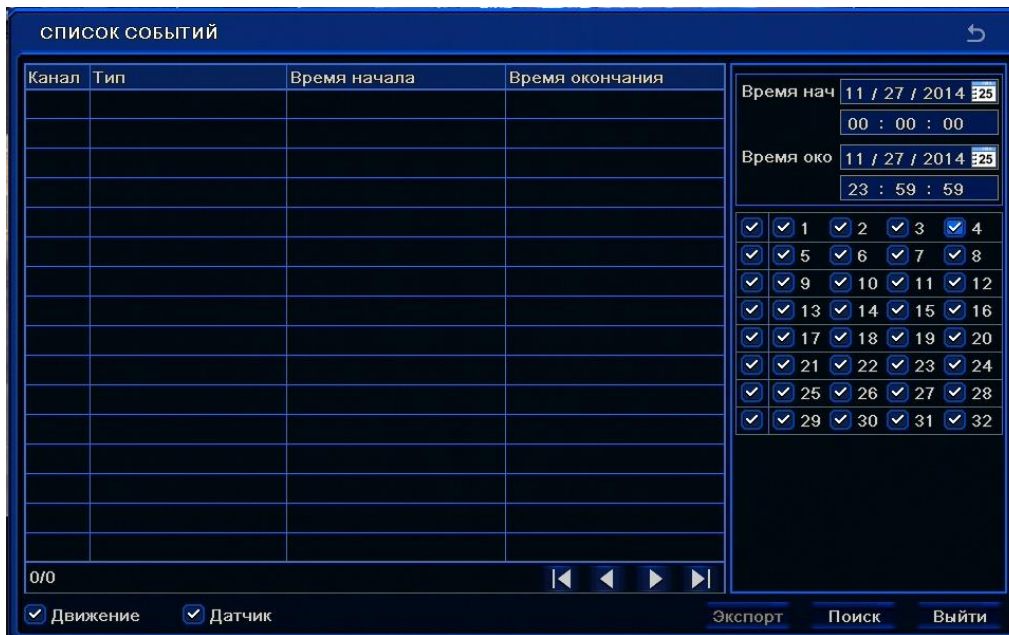 СПИСОК СОБЫТИЙ
Канал Тип Время начала Время окончания
Время нач 11 / 27 / 2014 25
00 : 00 : 00
Время око 11 / 27 / 2014 25
23 : 59 : 59
1 2 3 4
5 6 7 8
9 10 11 12
13 14 15 16
17 18 19 20
21 22 23 24
25 26 27 28
29 30 31 32
0/0
Движение Датчик Экспорт Поиск Выйти